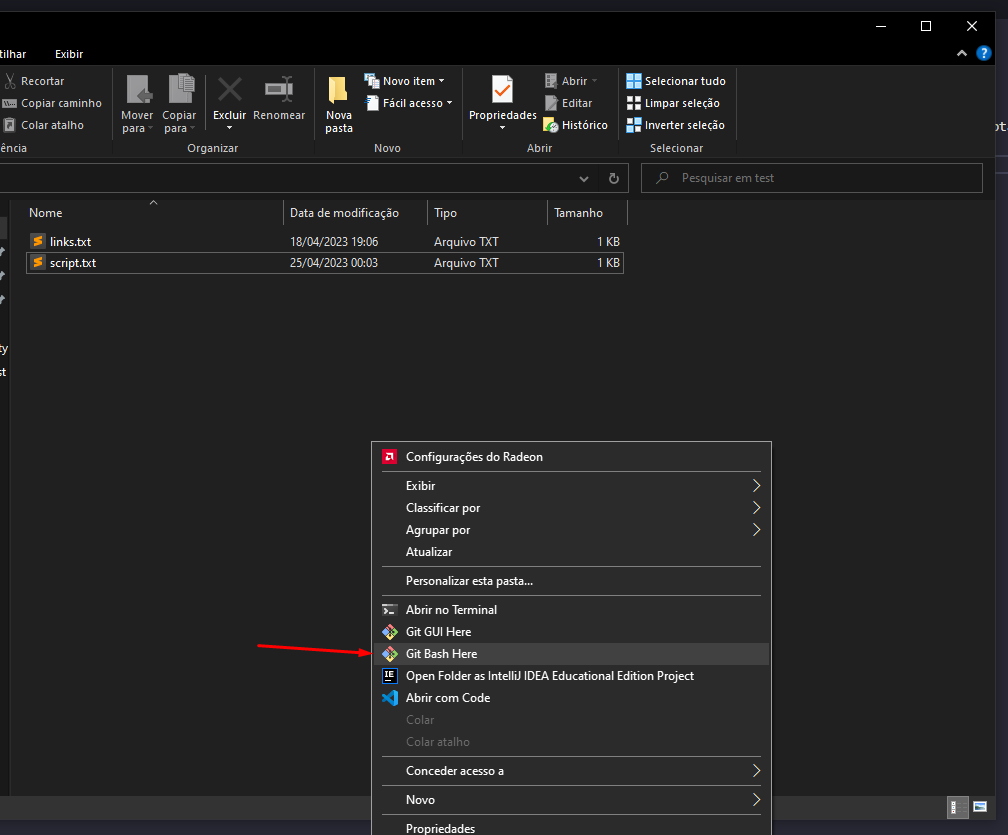 tilhar Exibir
Recortar
Copiar caminho
Colar atalho
ência
Mover para
Copiar para
Excluir
Renomear
Organizar
Nova pasta
Novo item
Fácil acesso
Novo
Propriedades
Abrir
Editar
Histórico
Abrir
Selecionar tudo
Limpar seleção
Inverter seleção
Selecionar
Pesquisar em test
Nome Data de modificação Tipo Tamanho
links.txt 18/04/2023 19:06 Arquivo TXT 1 KB
script.txt 25/04/2023 00:03 Arquivo TXT 1 KB
ty
st
Configurações do Radeon
Exibir
Classificar por
Agrupar por
Atualizar
Personalizar esta pasta...
Abrir no Terminal
Git GUI Here
Git Bash Here
Open Folder as IntelliJ IDEA Educational Edition Project
Abrir com Code
Colar
Colar atalho
Conceder acesso a
Novo
Propriedades